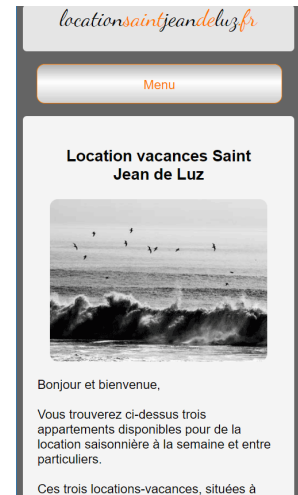 locationsaintjeandeluz.fr
Menu
Location vacances Saint
Jean de Luz
Bonjour et bienvenue,
Vous trouverez ci-dessus trois
appartements disponibles pour de la
location saisonnière à la semaine et entre
particuliers.
Ces trois locations-vacances, situées à